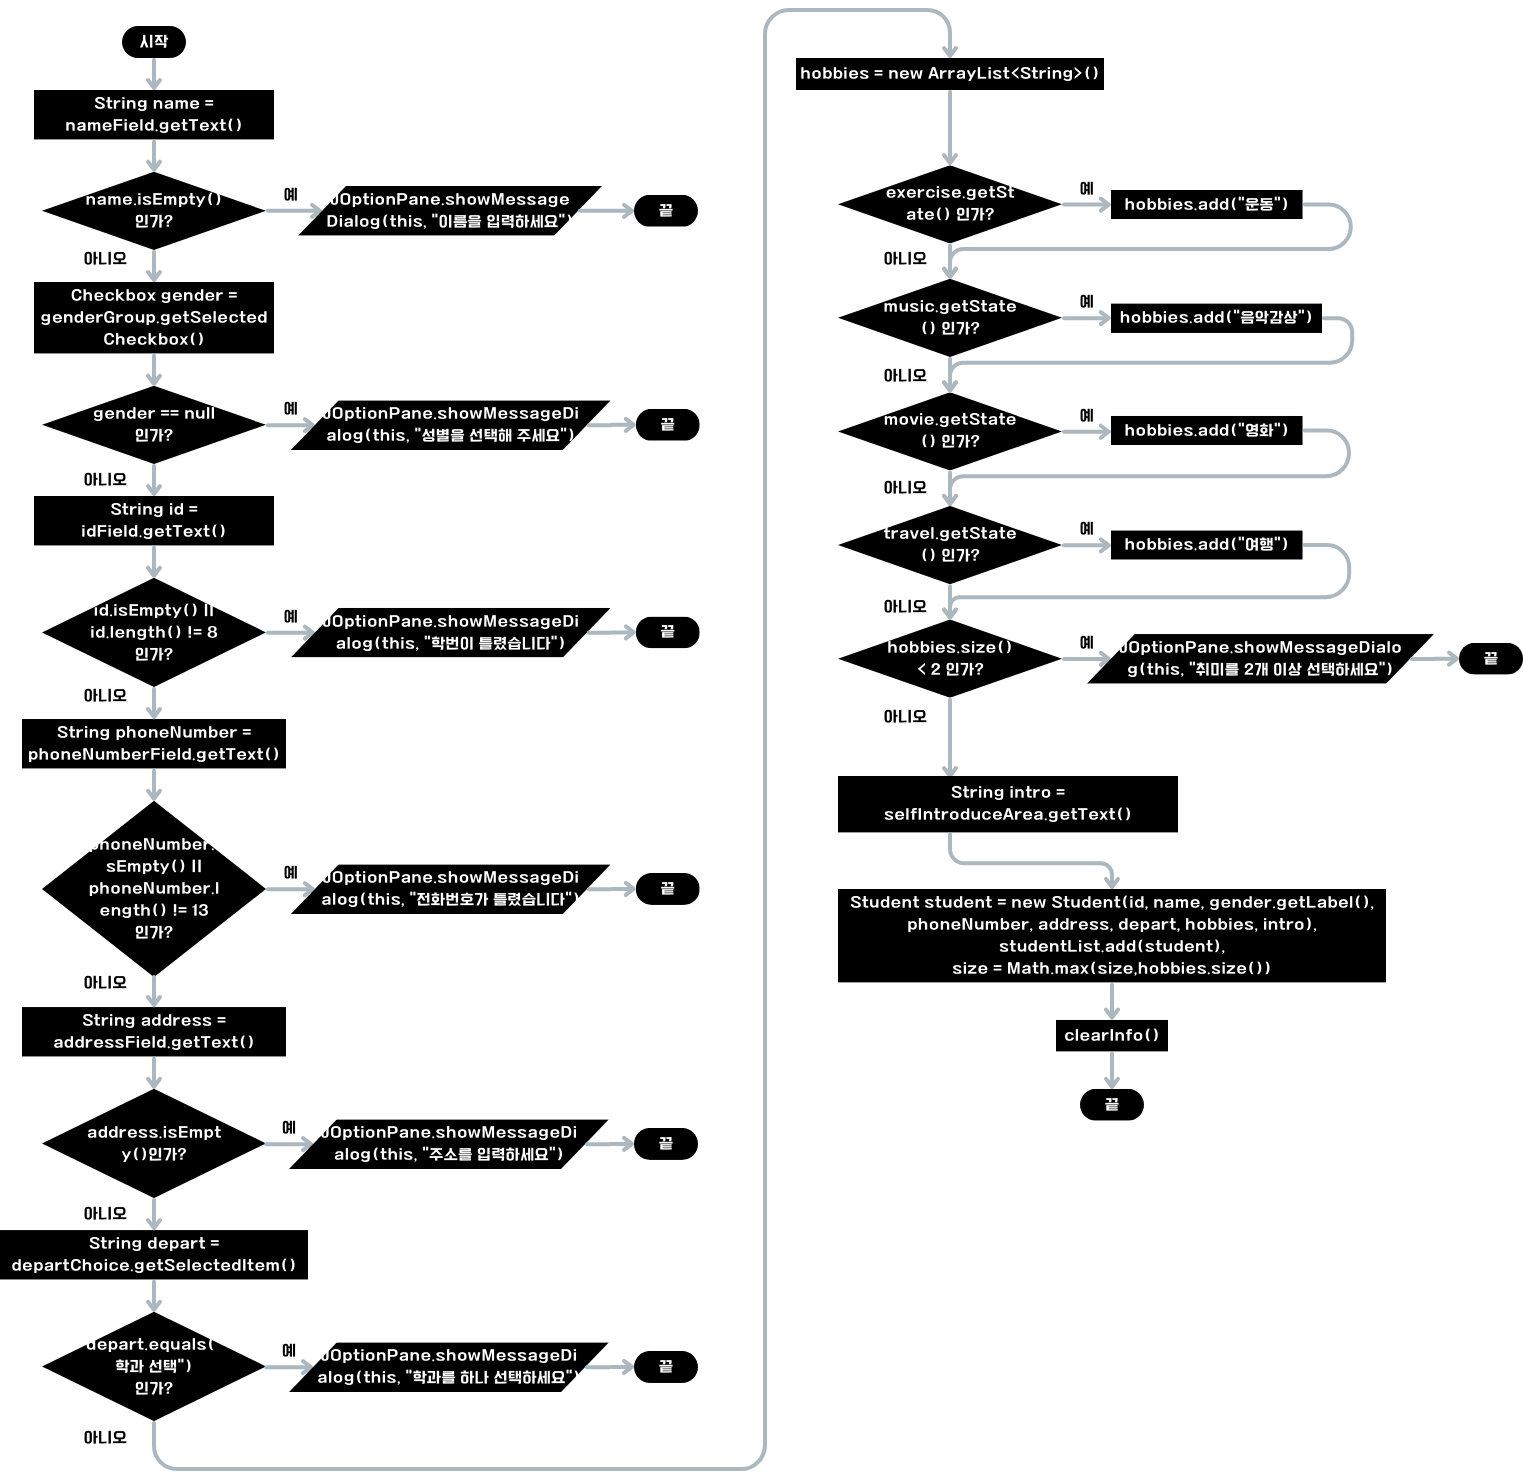 시작
String name =
nameField.getText()
name.isEmpty()
인가?
예
JOptionPane.showMessage
Dialog(this, "이름을 입력하세요")
끝
아니오
Checkbox gender =
genderGroup.getSelected
Checkbox()
gender == null
인가?
예
JOptionPane.showMessageDi
alog(this, "성별을 선택해 주세요")
끝
아니오
String id =
idField.getText()
id.isEmpty() ||
id.length() != 8
인가?
예
JOptionPane.showMessageDi
alog(this, "학번이 틀렸습니다")
끝
아니오
String phoneNumber =
phoneNumberField.getText()
phoneNumber.
sEmpty() ||
phoneNumber.l
ength() != 13
인가?
예
JOptionPane.showMessageDi
alog(this, "전화번호가 틀렸습니다")
끝
아니오
String address =
addressField.getText()
address.isEmpt
y()인가?
예
JOptionPane.showMessageDi
alog(this, "주소를 입력하세요")
끝
아니오
String depart =
departChoice.getSelectedItem()
depart.equals(
학과 선택")
인가?
예
JOptionPane.showMessageDi
alog(this, "학과를 하나 선택하세요")
끝
아니오
hobbies = new ArrayList<String>()
exercise.getSt
ate() 인가?
예
hobbies.add("운동")
아니오
music.getState
() 인가?
예
hobbies.add("음악감상")
아니오
movie.getState
() 인가?
예
hobbies.add("영화")
아니오
travel.getState
() 인가?
예
hobbies.add("여행")
아니오
hobbies.size()
< 2 인가?
예
JOptionPane.showMessageDialo
g(this, "취미를 2개 이상 선택하세요")
끝
아니오
String intro =
selfIntroduceArea.getText()
Student student = new Student(id, name, gender.getLabel(),
phoneNumber, address, depart, hobbies, intro),
studentList.add(student),
size = Math.max(size,hobbies.size())
clearInfo()
끝